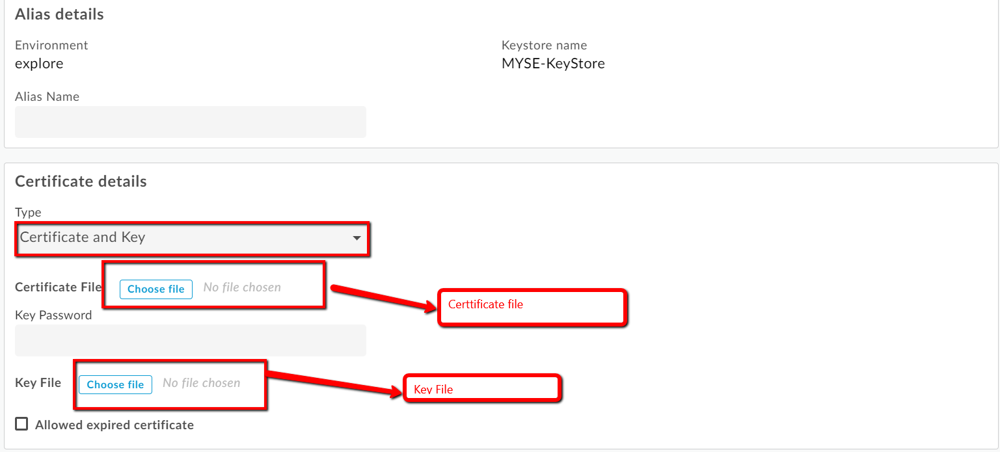 Alias details
Environment
Keystore name
explore
MYSE-KeyStore
Alias Name
Certificate details
Type
Certificate and Key
Certificate File
Choose file
No file chosen
Certtificate file
Key Password
Key File
Choose file
No file chosen
Key File
Allowed expired certificate